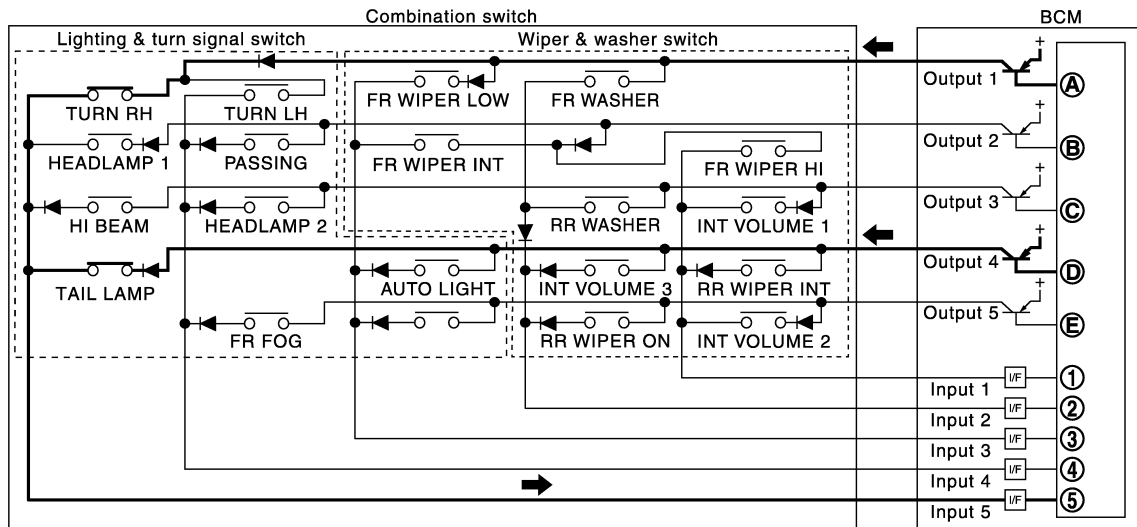 Combination switch
BCM
Lighting & turn signal switch
Wiper & washer switch
+
Output 1
A
TURN RH
TURN LH
FR WIPER LOW
FR WASHER
+
Output 2
B
HEADLAMP 1
PASSING
FR WIPER INT
FR WIPER HI
+
Output 3
C
HI BEAM
HEADLAMP 2
RR WASHER
INT VOLUME 1
+
Output 4
D
TAIL LAMP
AUTO LIGHT
INT VOLUME 3
RR WIPER INT
+
Output 5
E
FR FOG
RR WIPER ON
INT VOLUME 2
Input 1
I/F
1
Input 2
I/F
2
Input 3
I/F
3
Input 4
I/F
4
Input 5
I/F
5